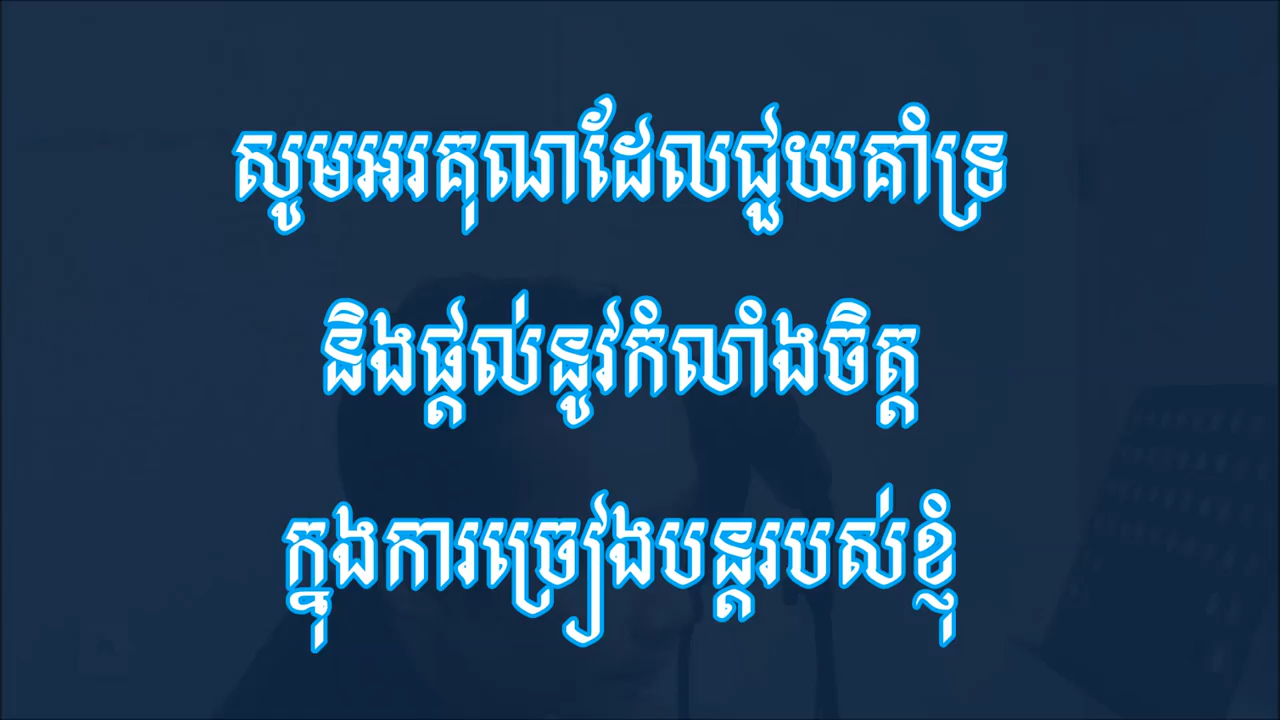 សូមអរគុណដែលជួយគាំទ្រ
និងផ្តល់នូវកំលាំងចិត្ត
ក្នុងការច្រៀងបន្តរបស់ខ្ញុំ